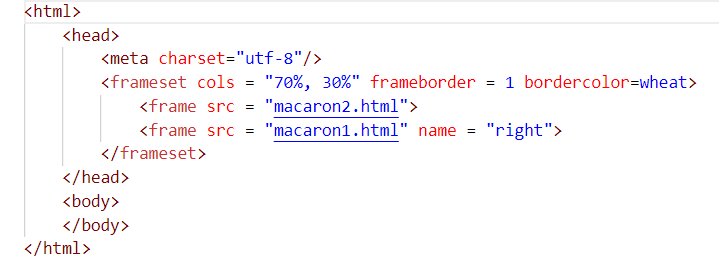 <html>
<head>
<meta charset="utf-8"/>
<frameset cols = "70%, 30%" frameborder = 1 bordercolor=wheat>
<frame src = "macaron2.html">
<frame src = "macaron1.html" name = "right">
</frameset>
</head>
<body>
</body>
</html>